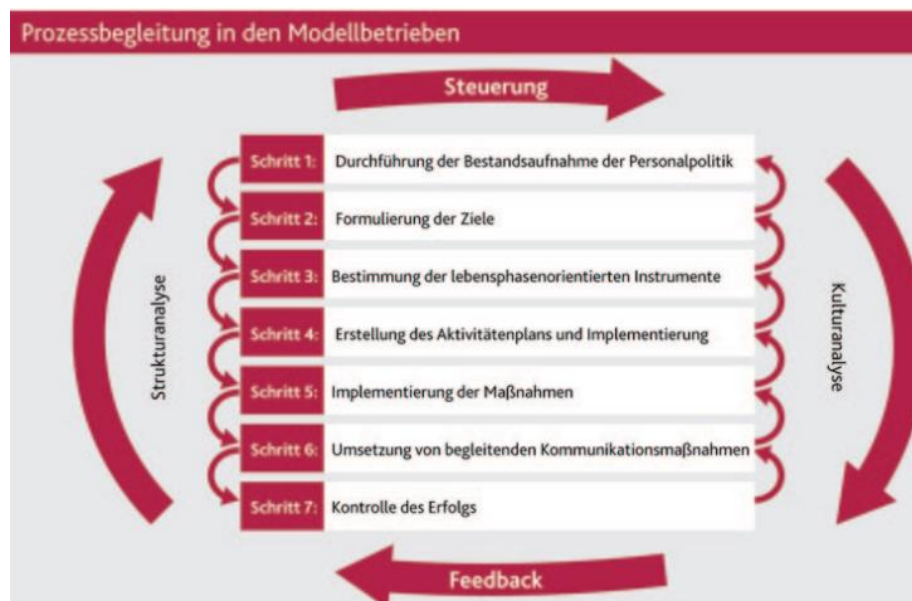 Prozessbegleitung in den Modellbetrieben
Steuerung
Schritt 1: Durchführung der Bestandsaufnahme der Personalpolitik
Schritt 2: Formulierung der Ziele
Schritt 3: Bestimmung der lebensphasenorientierten Instrumente
Schritt 4: Erstellung des Aktivitätenplans und Implementierung
Schritt 5: Implementierung der Maßnahmen
Schritt 6: Umsetzung von begleitenden Kommunikationsmaßnahmen
Schritt 7: Kontrolle des Erfolgs
Strukturanalyse
Kulturanalyse
Feedback